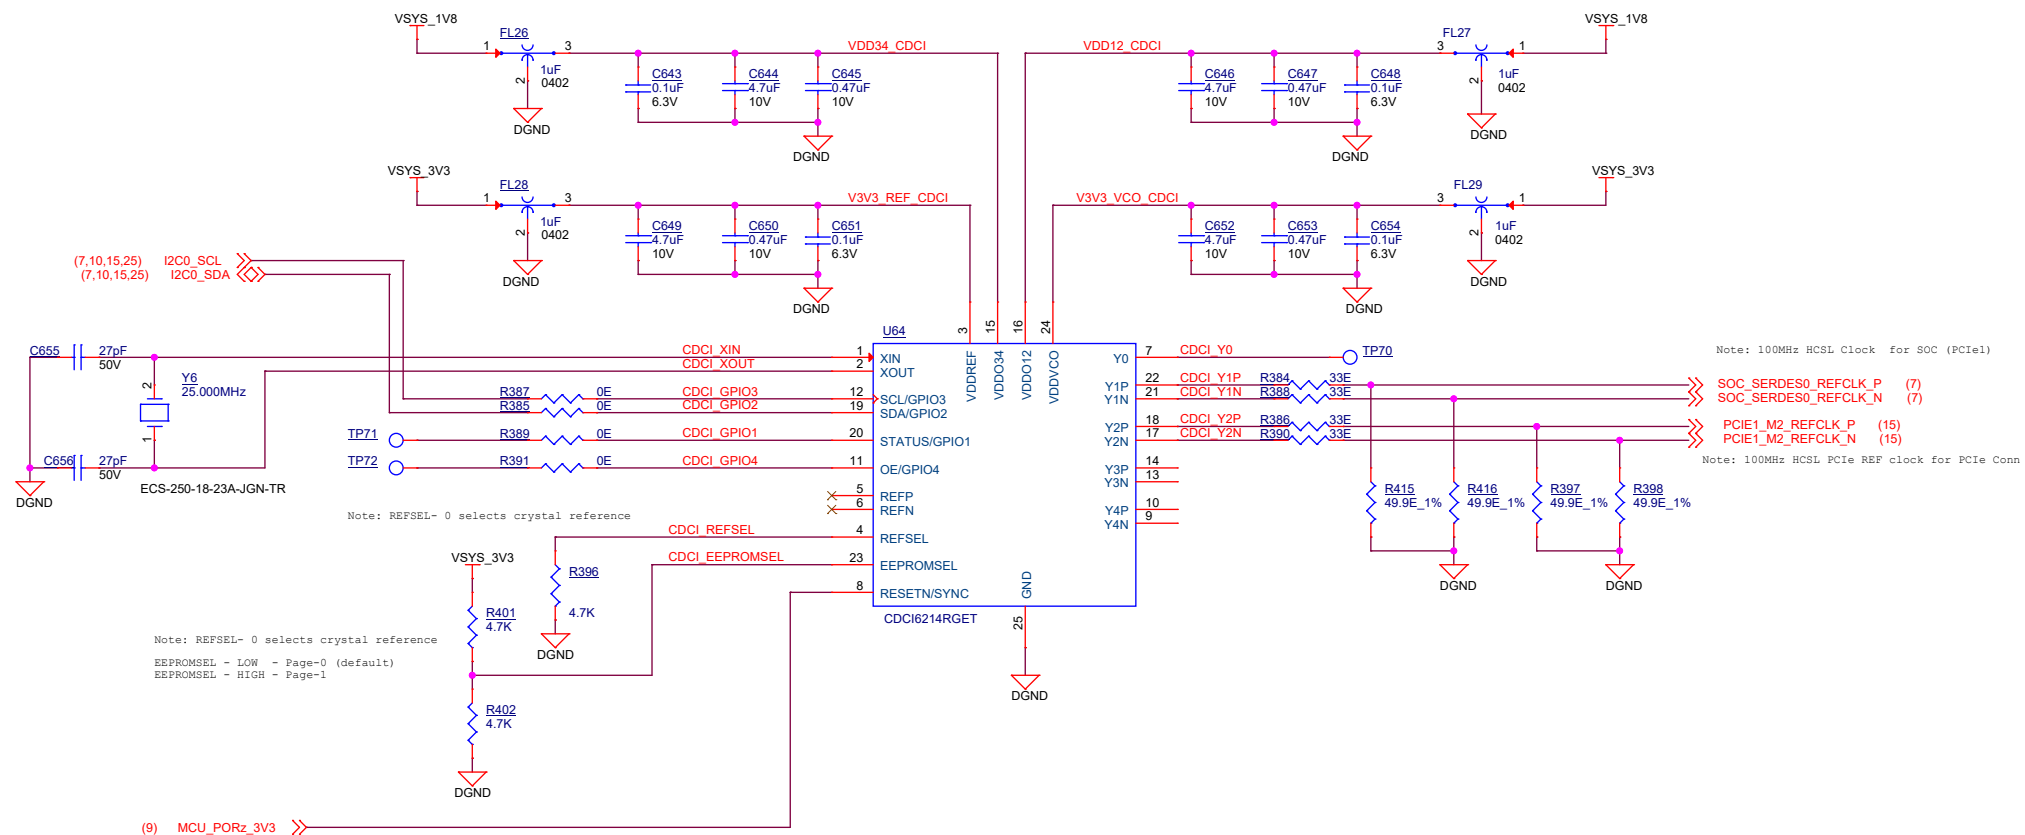 VSYS_1V8
FL26
1
3
2
1uF
0402
DGND
VDD34_CDCI
C643
0.1uF
6.3V
C644
4.7uF
10V
C645
0.47uF
10V
DGND
VSYS_1V8
FL27
3
1
2
1uF
0402
DGND
VDD12_CDCI
C646
4.7uF
10V
C647
0.47uF
10V
C648
0.1uF
6.3V
DGND
VSYS_3V3
FL28
1
3
2
1uF
0402
DGND
V3V3_REF_CDCI
C649
4.7uF
10V
C650
0.47uF
10V
C651
0.1uF
6.3V
DGND
VSYS_3V3
FL29
3
1
2
1uF
0402
DGND
V3V3_VCO_CDCI
C652
4.7uF
10V
C653
0.47uF
10V
C654
0.1uF
6.3V
DGND
(7,10,15,25) I2C0_SCL
(7,10,15,25) I2C0_SDA
C655
27pF
50V
2
Y6
25.000MHz
1
C656
27pF
50V
DGND
ECS-250-18-23A-JGN-TR
CDCI_XIN
CDCI_XOUT
R387 0E CDCI_GPIO3
R385 0E CDCI_GPIO2
TP71 R389 0E CDCI_GPIO1
TP72 R391 0E CDCI_GPIO4
Note: REFSEL- 0 selects crystal reference
CDCI_REFSEL
CDCI_EEPROMSEL
VSYS_3V3
R396
4.7K
DGND
R401
4.7K
R402
4.7K
DGND
Note: REFSEL- 0 selects crystal reference
EEPROMSEL - LOW - Page-0 (default)
EEPROMSEL - HIGH - Page-1
(9) MCU_PORz_3V3
U64
3
15
16
24
VDDREF
VDDO34
VDDO12
VDDVCO
1 XIN
2 XOUT
12 SCL/GPIO3
19 SDA/GPIO2
20 STATUS/GPIO1
11 OE/GPIO4
5 REFP
6 REFN
4 REFSEL
23 EEPROMSEL
8 RESETN/SYNC
CDCI6214RGET
GND
25
DGND
Y0 7 CDCI_Y0 TP70
Y1P 22 CDCI_Y1P R384 33E
Y1N 21 CDCI_Y1N R388 33E
Y2P 18 CDCI_Y2P R386 33E
Y2N 17 CDCI_Y2N R390 33E
Y3P 14
Y3N 13
Y4P 10
Y4N 9
Note: 100MHz HCSL Clock for SOC (PCIe1)
SOC_SERDES0_REFCLK_P (7)
SOC_SERDES0_REFCLK_N (7)
PCIE1_M2_REFCLK_P (15)
PCIE1_M2_REFCLK_N (15)
Note: 100MHz HCSL PCIe REF clock for PCIe Conn
R415
49.9E_1%
R416
49.9E_1%
R397
49.9E_1%
R398
49.9E_1%
DGND
DGND